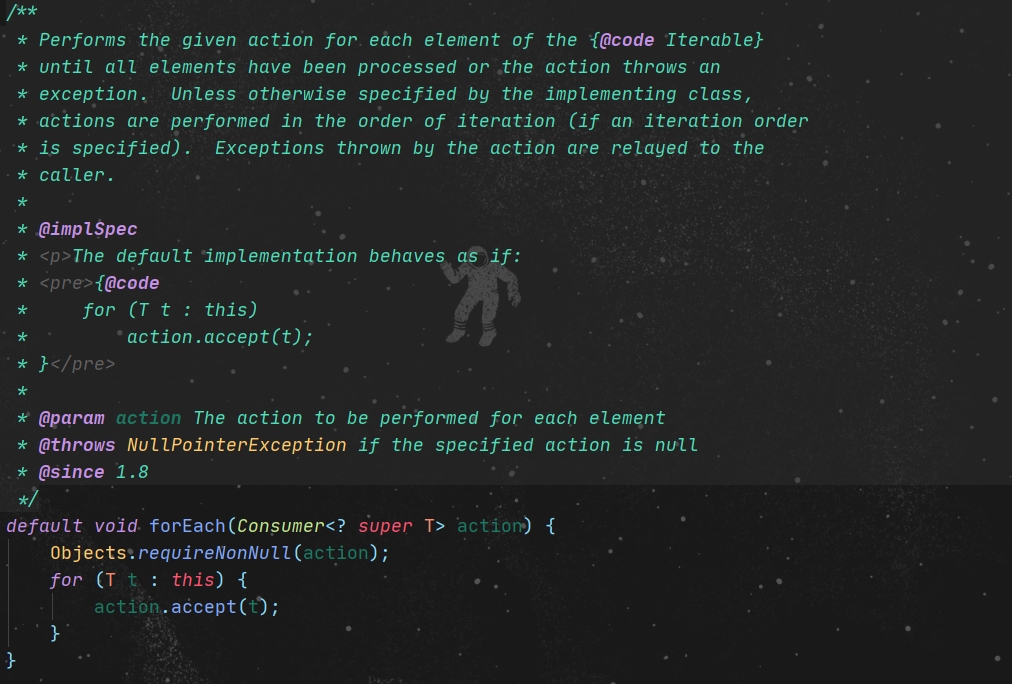 /**
 * Performs the given action for each element of the {@code Iterable}
 * until all elements have been processed or the action throws an
 * exception.  Unless otherwise specified by the implementing class,
 * actions are performed in the order of iteration (if an iteration order
 * is specified).  Exceptions thrown by the action are relayed to the
 * caller.
 *
 * @implSpec
 * <p>The default implementation behaves as if:
 * <pre>{@code
 *     for (T t : this)
 *         action.accept(t);
 * }</pre>
 *
 * @param action The action to be performed for each element
 * @throws NullPointerException if the specified action is null
 * @since 1.8
 */
default void forEach(Consumer<? super T> action) {
    Objects.requireNonNull(action);
    for (T t : this) {
        action.accept(t);
    }
}